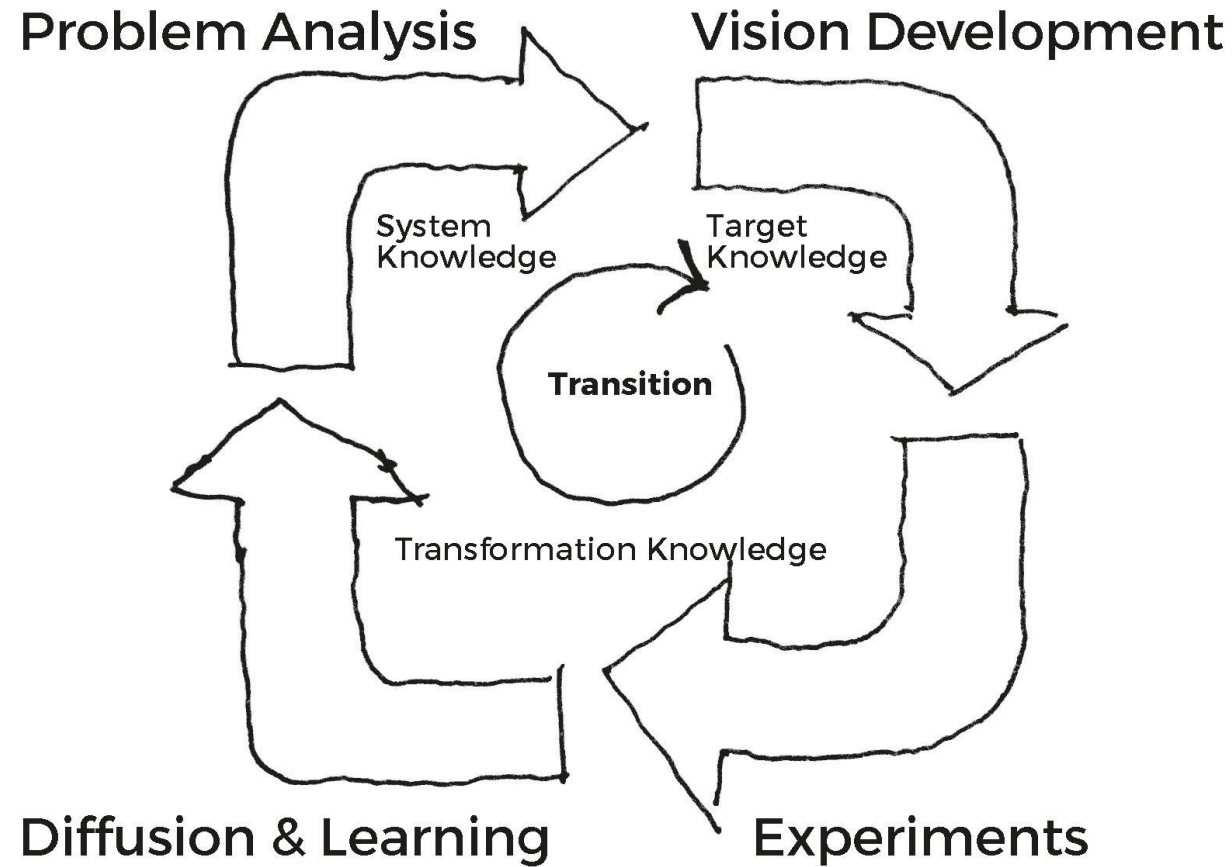 Problem Analysis
Vision Development
System
Knowledge
Target
Knowledge
Transition
Transformation Knowledge
Diffusion & Learning
Experiments